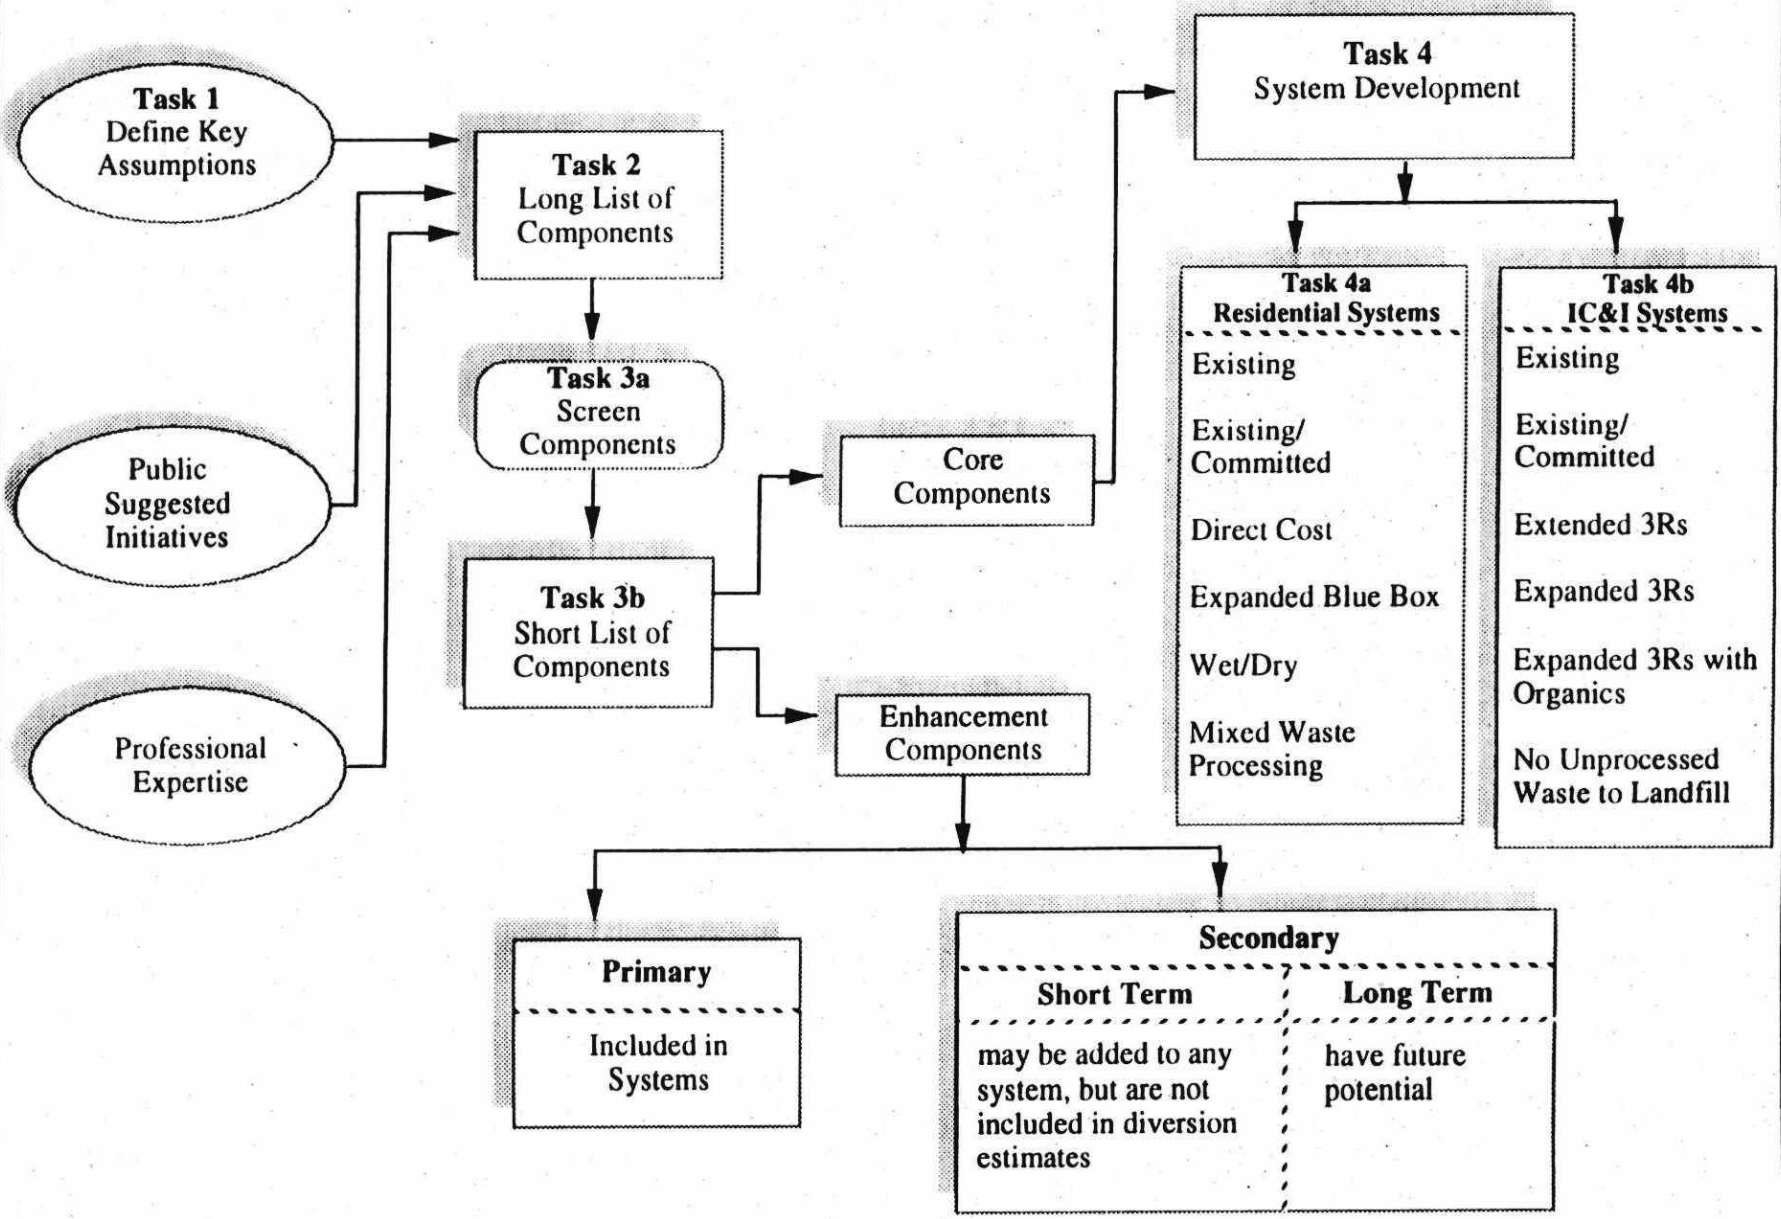 Task 1
Define Key
Assumptions
Public
Suggested
Initiatives
Professional
Expertise
Task 2
Long List of
Components
Task 3a
Screen
Components
Task 3b
Short List of
Components
Core
Components
Enhancement
Components
Task 4
System Development
Task 4a
Residential Systems
Existing
Existing/
Committed
Direct Cost
Expanded Blue Box
Wet/Dry
Mixed Waste
Processing
Task 4b
IC&I Systems
Existing
Existing/
Committed
Extended 3Rs
Expanded 3Rs
Expanded 3Rs with
Organics
No Unprocessed
Waste to Landfill
Primary
Included in
Systems
Secondary
Short Term
may be added to any
system, but are not
included in diversion
estimates
Long Term
have future
potential